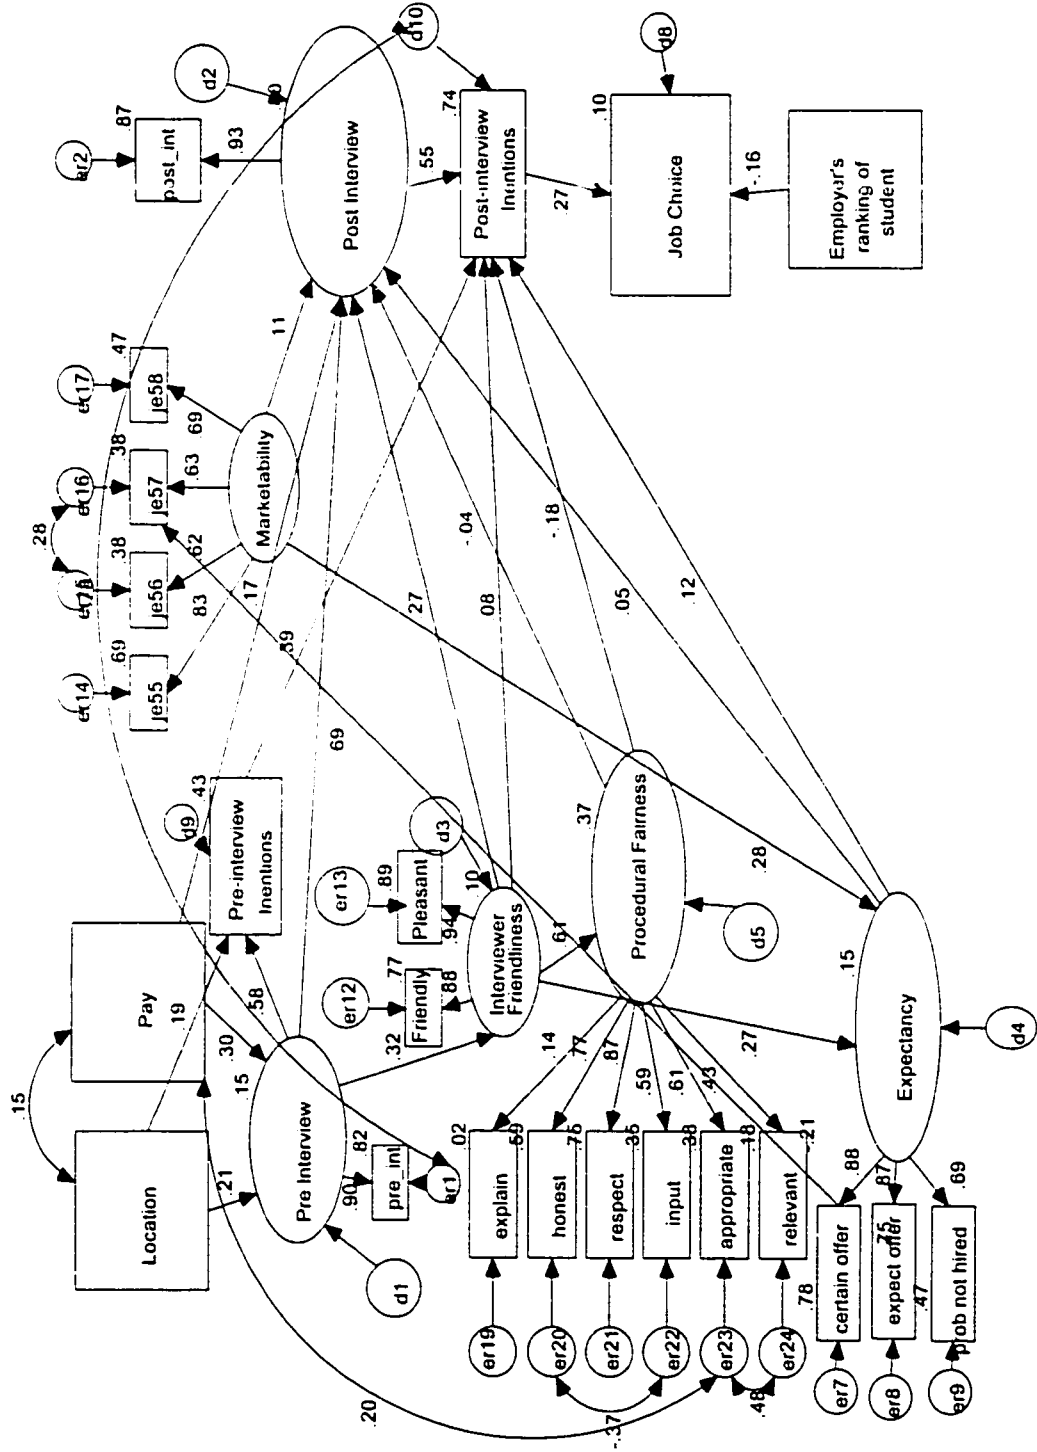 er2
.87
post_int
.93
d2
d10
Post Interview
.55
.74
Post-interview
Inentions
.27
d8
.10
Job Choice
-.16
Employer's
ranking of
student
er17
.47
je58
.69
er16
.38
je57
.63
.28
.38
je56
.62
er14
.69
je55
.83
Marketability
.11
.17
.69
d9
.43
Pre-interview
Inentions
.15
Location
Pay
.19
.58
.21
.30
.15
Pre Interview
d1
.82
.90
pre_int
er1
.32
er13
.89
Pleasant
.94
er12
.77
Friendly
.88
d3
.10
Interviewer
Friendliness
.27
.08
-.04
-.18
.05
.12
.61
.37
Procedural Fairness
d5
.28
.27
.15
Expectancy
d4
.14
.77
.87
.59
.61
.43
.02
explain
er19
.59
honest
er20
.75
respect
er21
.35
input
er22
.38
appropriate
er23
.18
relevant
er24
.21
.20
-.37
.48
.88
.87
.69
.78
certain offer
er7
.75
expect offer
er8
.47
prob not hired
er9